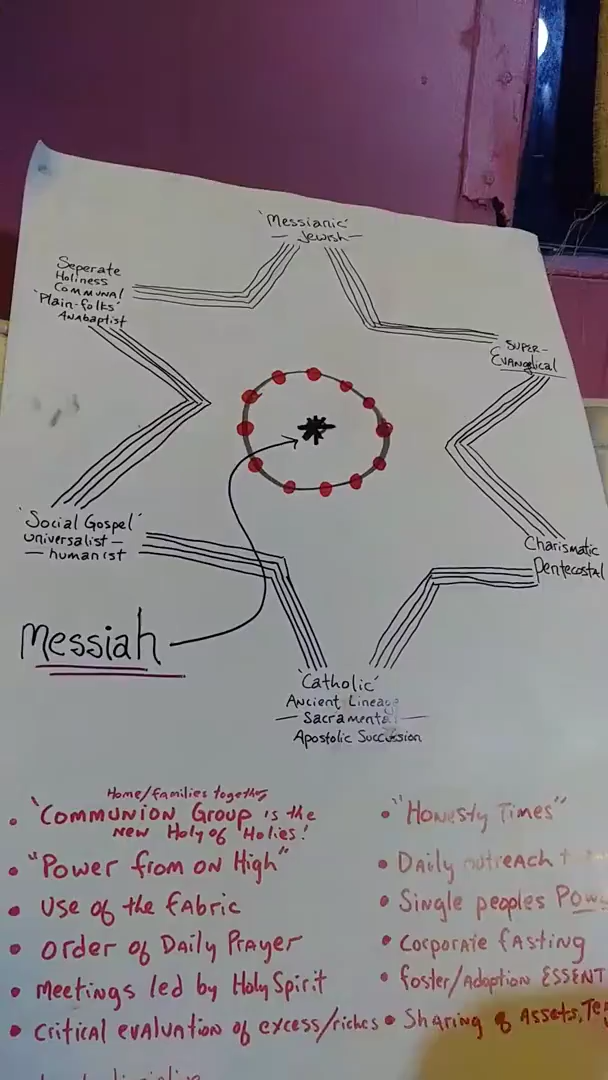 'Messianic'
— Jewish —
Seperate
Holiness
Communal
'Plain-folks'
Anabaptist
SUPER-
Evangelical
'Social Gospel'
universalist —
— humanist
Charismatic
Pentecostal
Messiah
'Catholic'
Ancient Lineage
— Sacramental —
Apostolic Succession
Home/families together
• 'Communion Group is the
New Holy of Holies!
• "Power from on High"
• Use of the Fabric
• Order of Daily Prayer
• Meetings led by Holy Spirit
• Critical evaluation of excess/riches
• "Honesty Times"
• Daily outreach
• Single peoples
• Corporate fasting
• foster/Adoption
• Sharing of Assets,